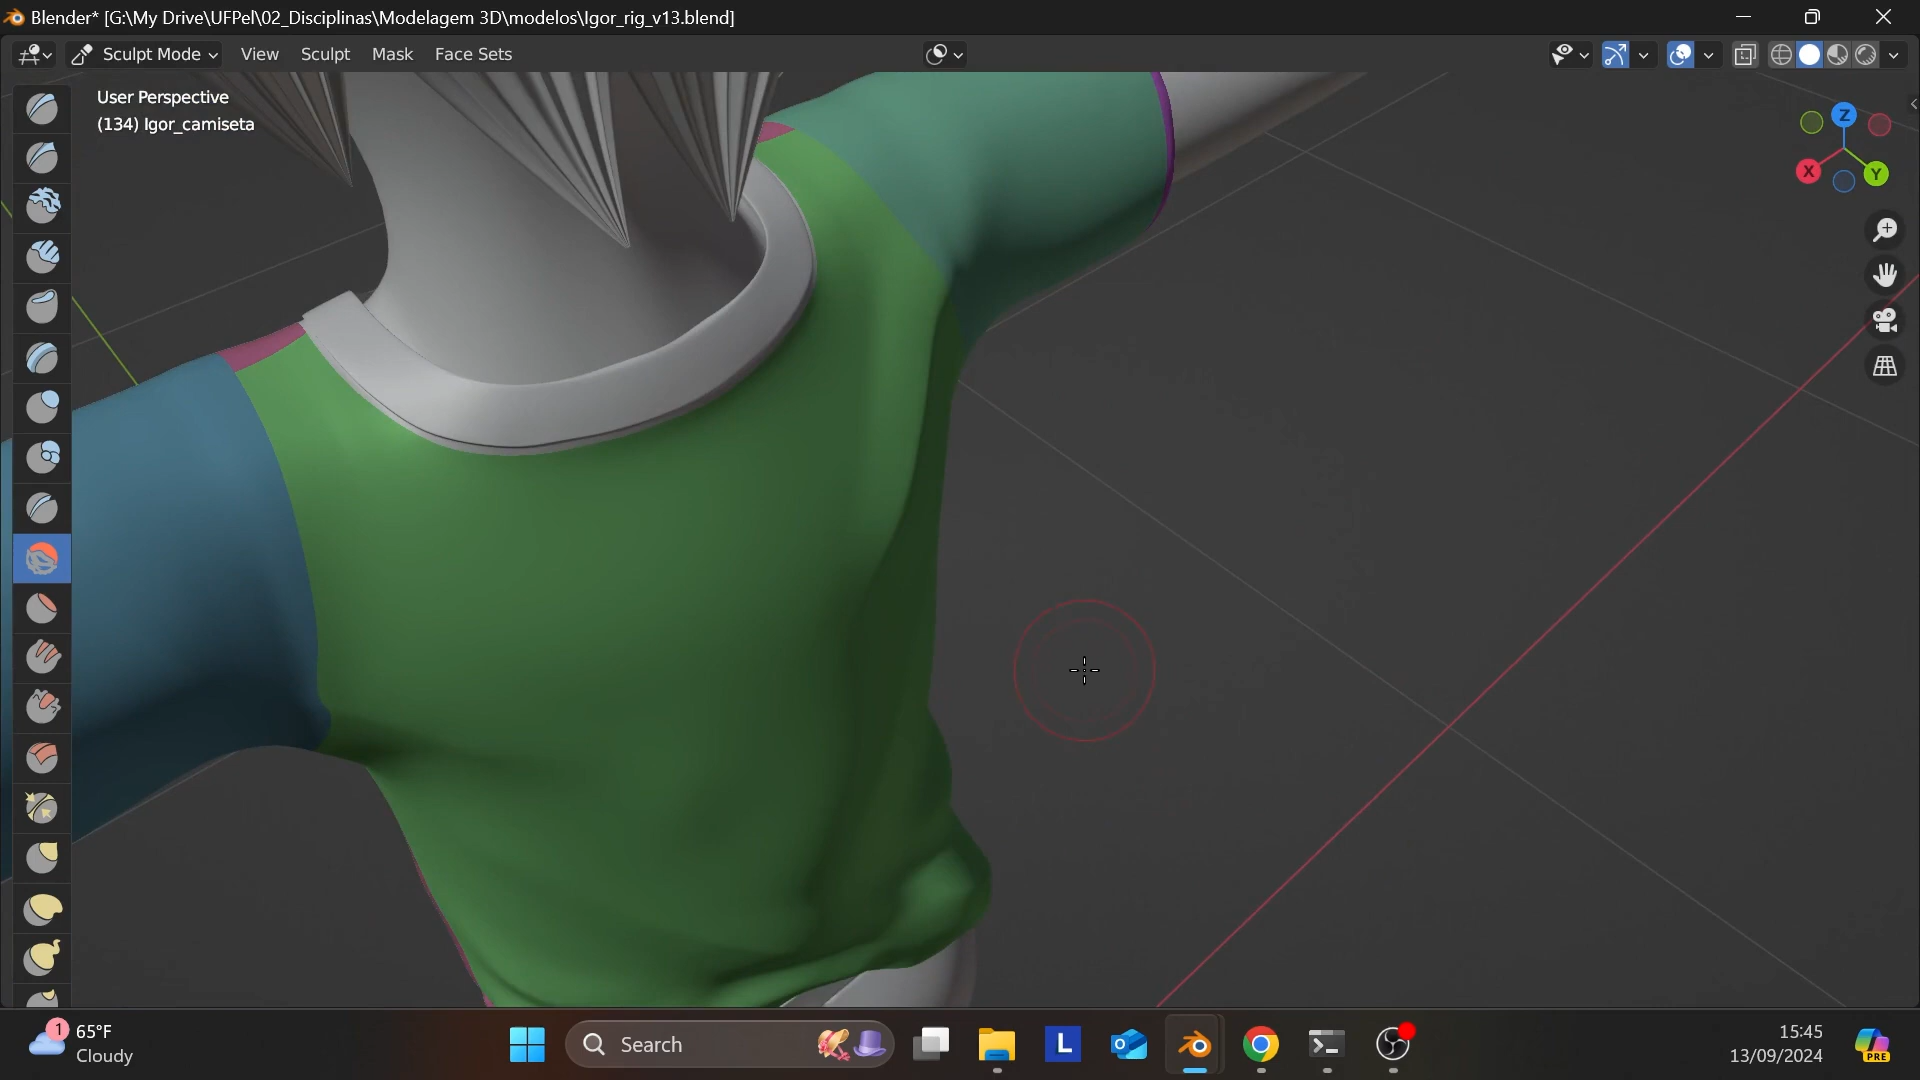 Blender* [G:\My Drive\UFPel\02_Disciplinas\Modelagem 3D\modelos\Igor_rig_v13.blend]
Sculpt Mode View Sculpt Mask Face Sets
User Perspective
(134) Igor_camiseta
Z
X
Y
1
65°F
Cloudy
Search
L
15:45
13/09/2024
PRE